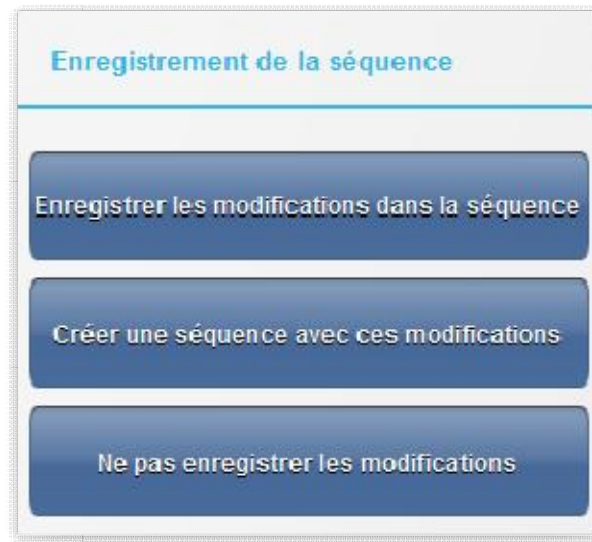 Enregistrement de la séquence
Enregistrer les modifications dans la séquence
Créer une séquence avec ces modifications
Ne pas enregistrer les modifications